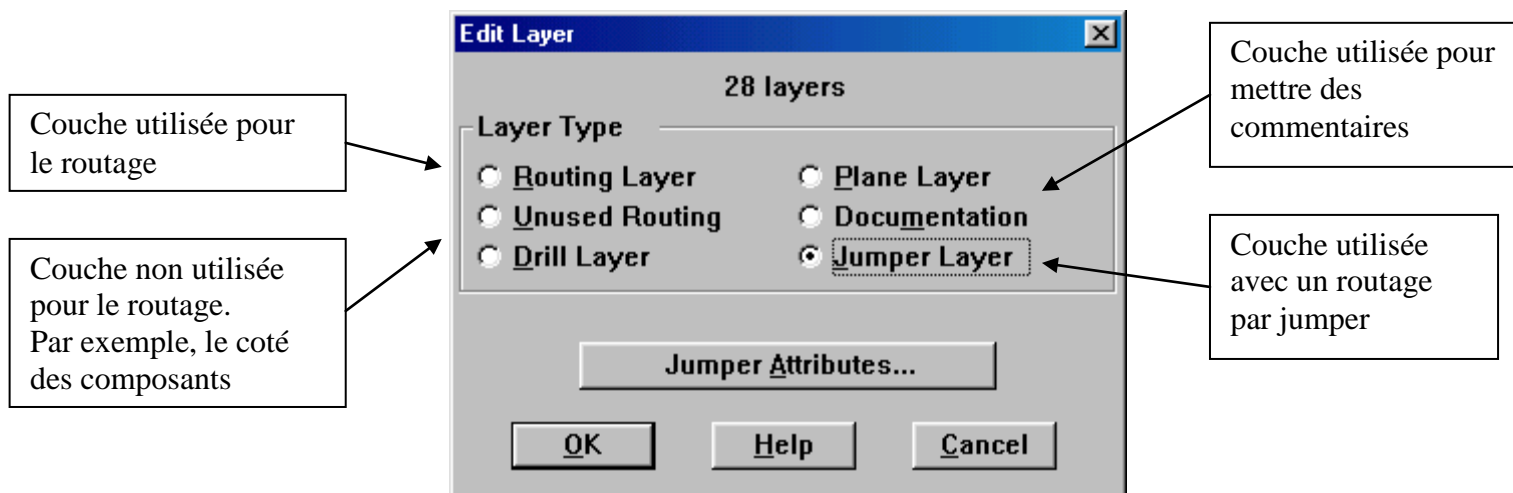 Couche utilisée pour
le routage
Couche non utilisée
pour le routage.
Par exemple, le coté
des composants
Edit Layer
28 layers
Layer Type
Routing Layer
Plane Layer
Unused Routing
Documentation
Drill Layer
Jumper Layer
Jumper Attributes...
OK
Help
Cancel
Couche utilisée pour
mettre des
commentaires
Couche utilisée
avec un routage
par jumper